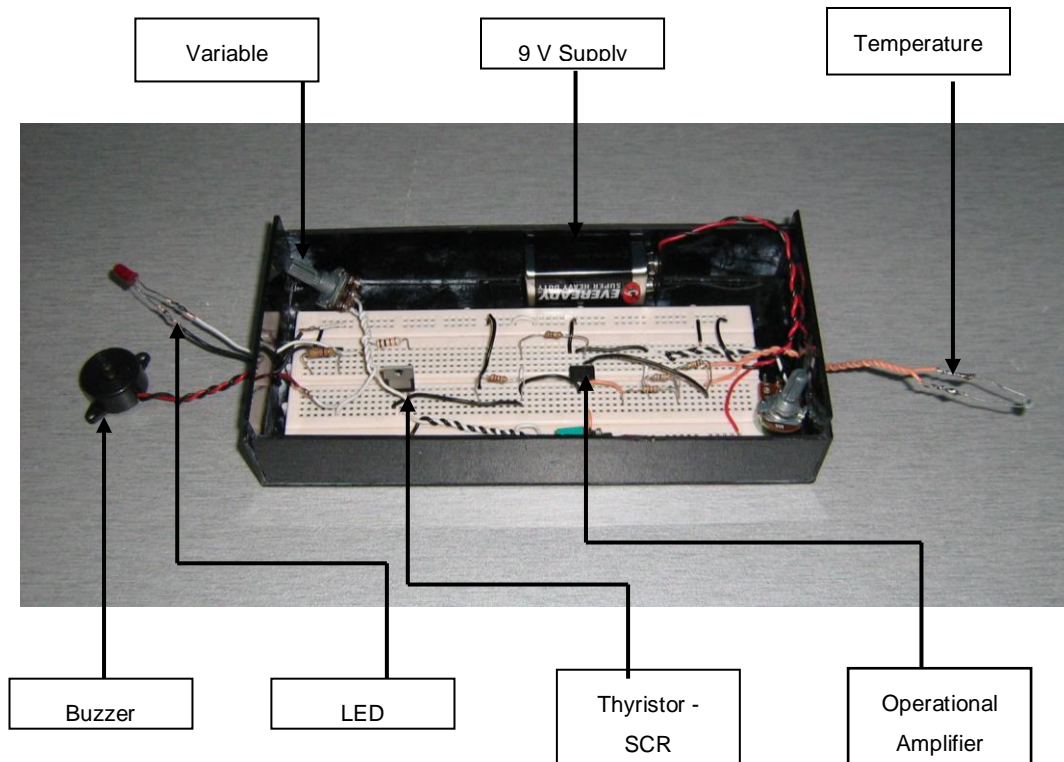 Variable
9 V Supply
Temperature
EVEREADY
SUPER HEAVY DUTY
Buzzer
LED
Thyristor -
SCR
Operational
Amplifier